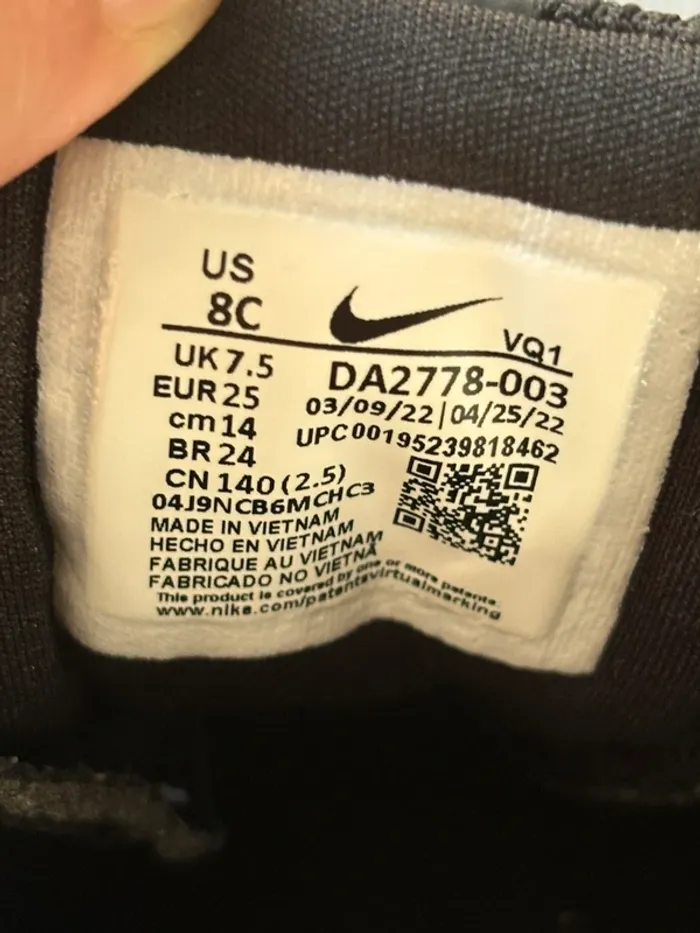 US
8C
VQ1
UK 7.5
DA2778-003
EUR 25
03/09/22 | 04/25/22
cm 14
UPC 00195239818462
BR 24
CN 140 (2.5)
04J9NCB6MCHC3
MADE IN VIETNAM
HECHO EN VIETNAM
FABRIQUE AU VIETNAM
FABRICADO NO VIETNÃ
This product is covered by one or more patents.
www.nike.com/patentsvirtualmarking